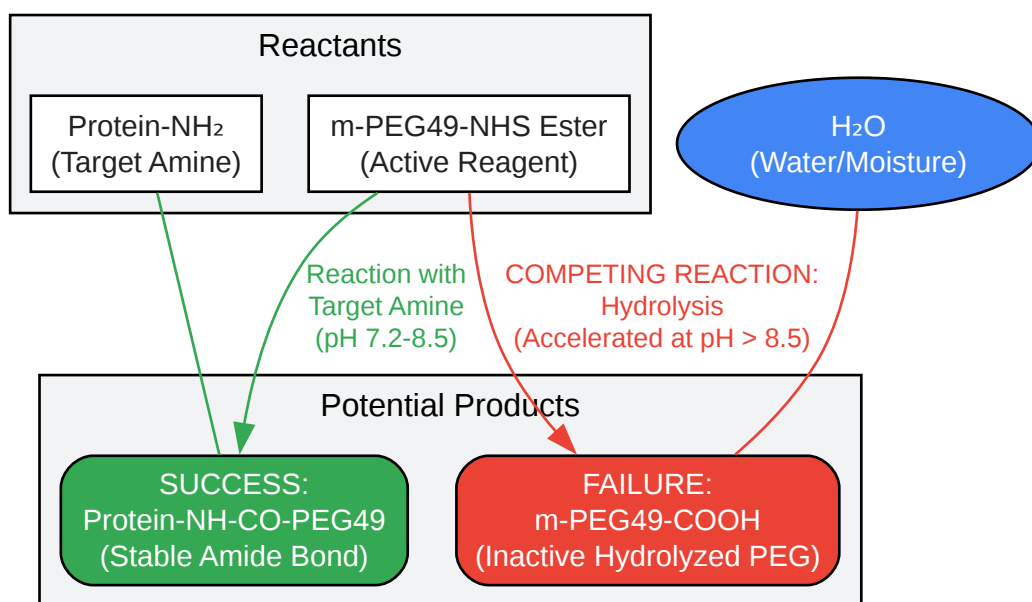 Reactants
Protein-NH₂
(Target Amine)
m-PEG49-NHS Ester
(Active Reagent)
H₂O
(Water/Moisture)
Reaction with
Target Amine
(pH 7.2-8.5)
COMPETING REACTION:
Hydrolysis
(Accelerated at pH > 8.5)
Potential Products
SUCCESS:
Protein-NH-CO-PEG49
(Stable Amide Bond)
FAILURE:
m-PEG49-COOH
(Inactive Hydrolyzed PEG)